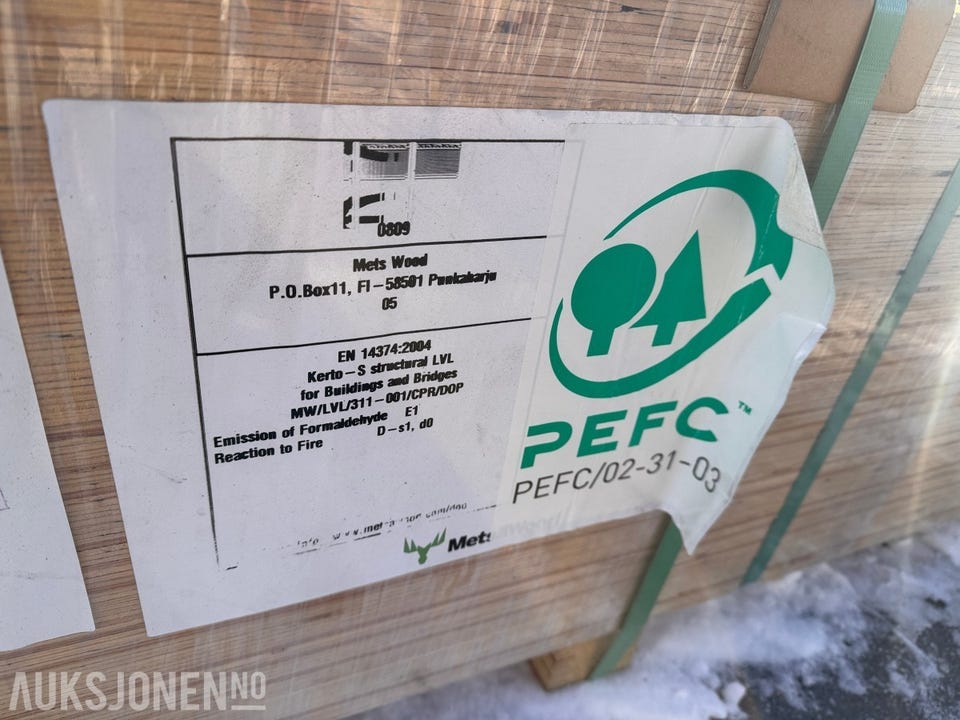 0809
Mets Wood
P.O.Box11, FI-58501 Punkaharju
05
EN 14374:2004
Kerto-S structural LVL
for Buildings and Bridges
MW/LVL/311-001/CPR/DOP
Emission of Formaldehyde E1
Reaction to Fire D-s1, d0
Mets
PEFC™
PEFC/02-31-03
AUKSJONEN.NO